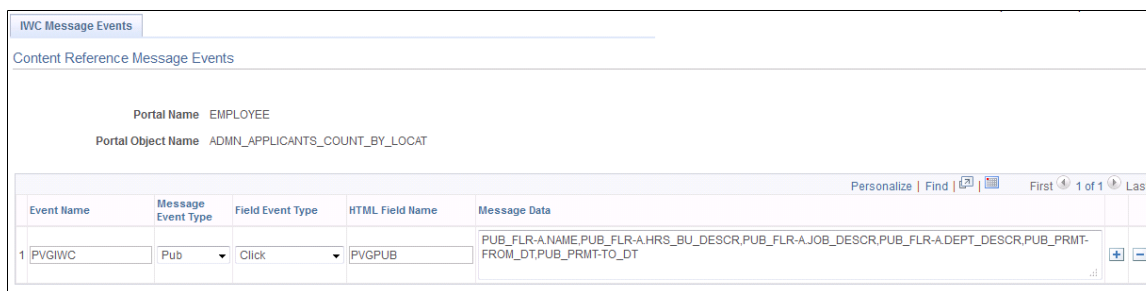 IWC Message Events
Content Reference Message Events
Portal Name EMPLOYEE
Portal Object Name ADMN_APPLICANTS_COUNT_BY_LOCAT
Personalize | Find | | First 1 of 1 Las
Event Name Message Event Type Field Event Type HTML Field Name Message Data
1 PVGIWC Pub Click PVGPUB PUB_FLR-A.NAME,PUB_FLR-A.HRS_BU_DESCR,PUB_FLR-A.JOB_DESCR,PUB_FLR-A.DEPT_DESCR,PUB_PRMT-
FROM_DT,PUB_PRMT-TO_DT